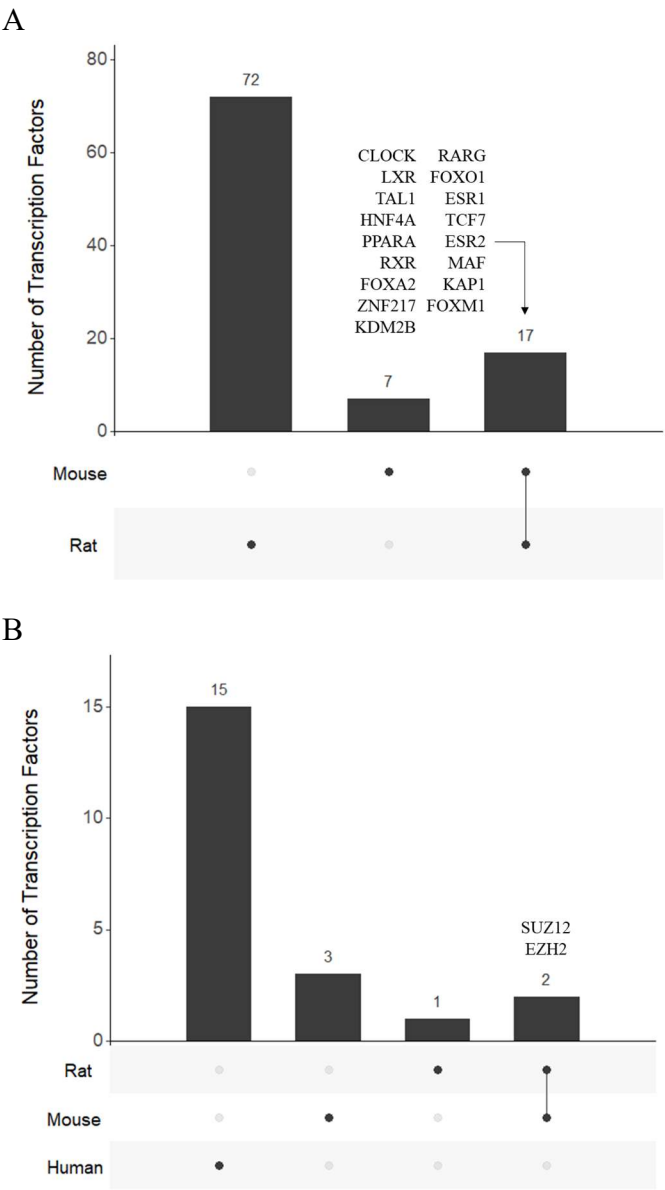 A
Number of Transcription Factors
80
60
40
20
0
72
7
17
CLOCK RARG
LXR FOXO1
TAL1 ESR1
HNF4A TCF7
PPARA ESR2
RXR MAF
FOXA2 KAP1
ZNF217 FOXM1
KDM2B
Mouse
Rat
B
Number of Transcription Factors
15
10
5
0
15
3
1
2
SUZ12
EZH2
Rat
Mouse
Human